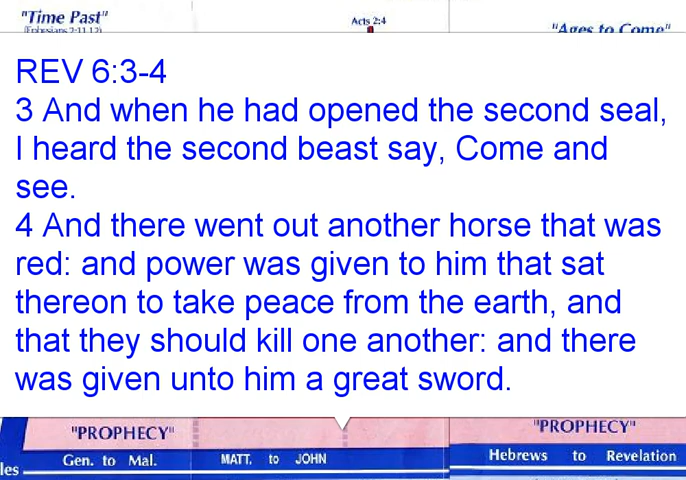 "Time Past"
(Ephesians 2:11,12)
Acts 2:4
"Ages to Come"
REV 6:3-4
3 And when he had opened the second seal,
I heard the second beast say, Come and
see.
4 And there went out another horse that was
red: and power was given to him that sat
thereon to take peace from the earth, and
that they should kill one another: and there
was given unto him a great sword.
"PROPHECY"
"PROPHECY"
les
Gen. to Mal.
MATT. to JOHN
Hebrews to Revelation